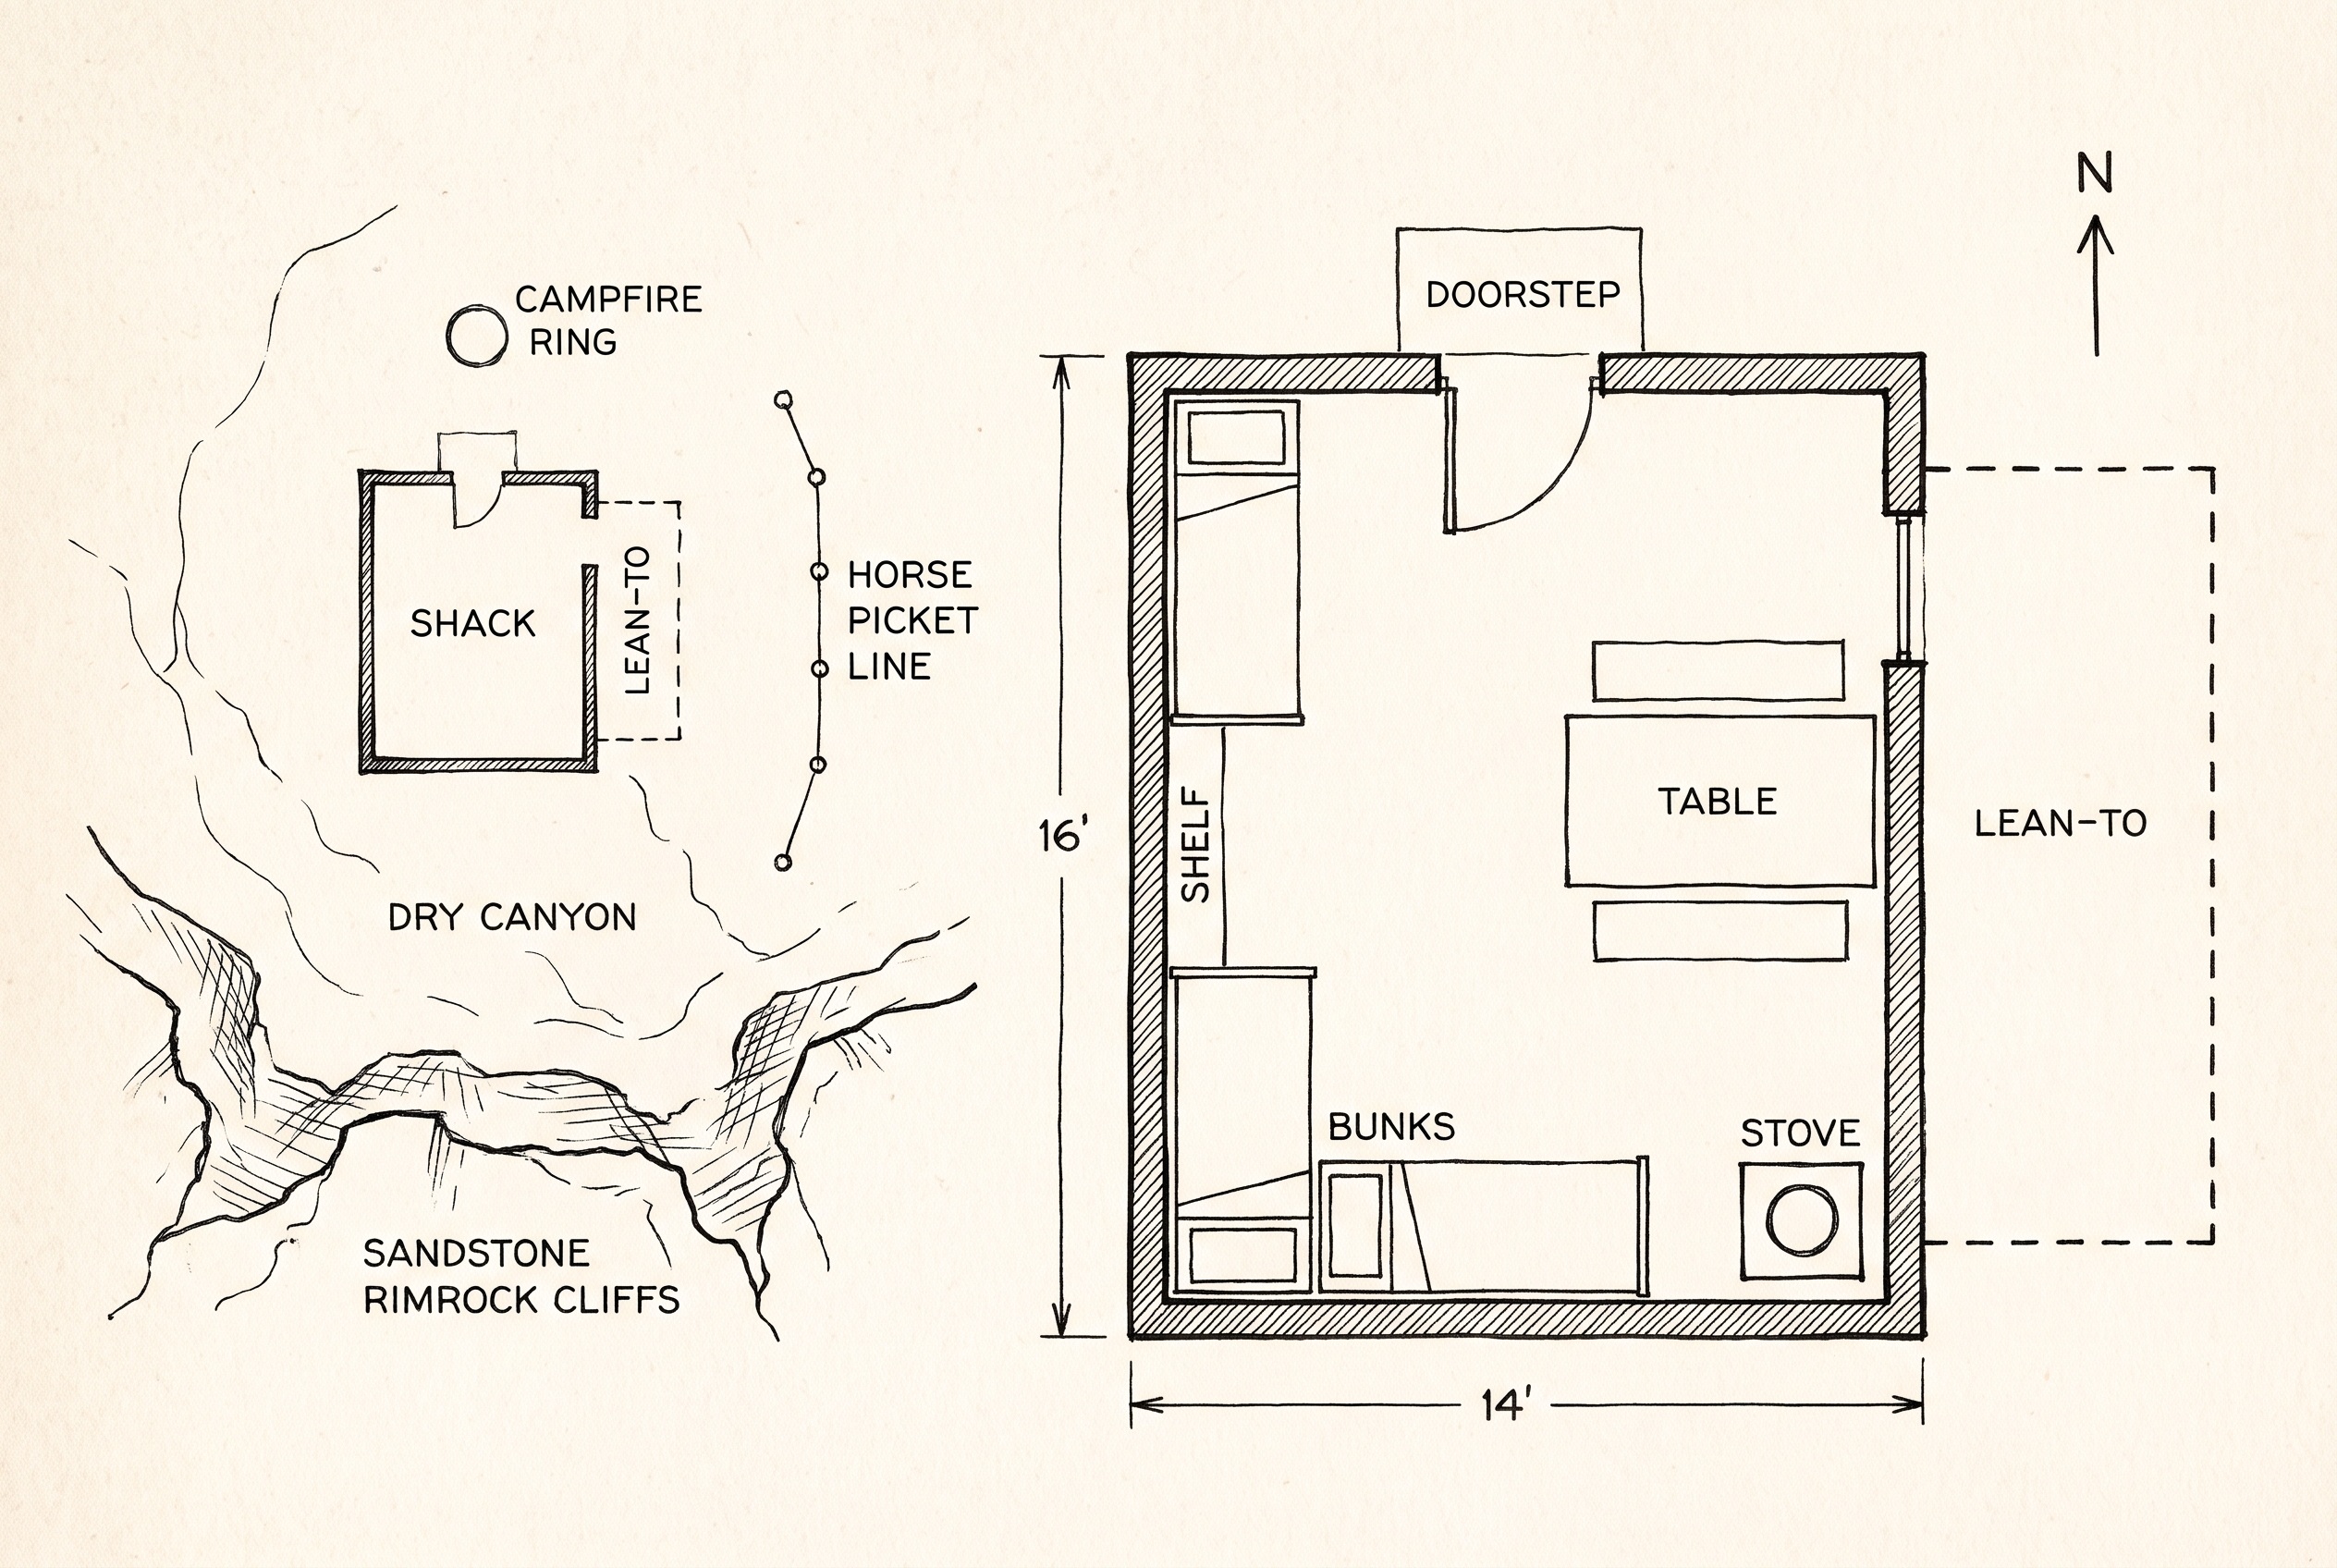 CAMPFIRE
RING
SHACK
LEAN-TO
HORSE
PICKET
LINE
DRY CANYON
SANDSTONE
RIMROCK CLIFFS
N
DOORSTEP
16'
SHELF
TABLE
LEAN-TO
BUNKS
STOVE
14'